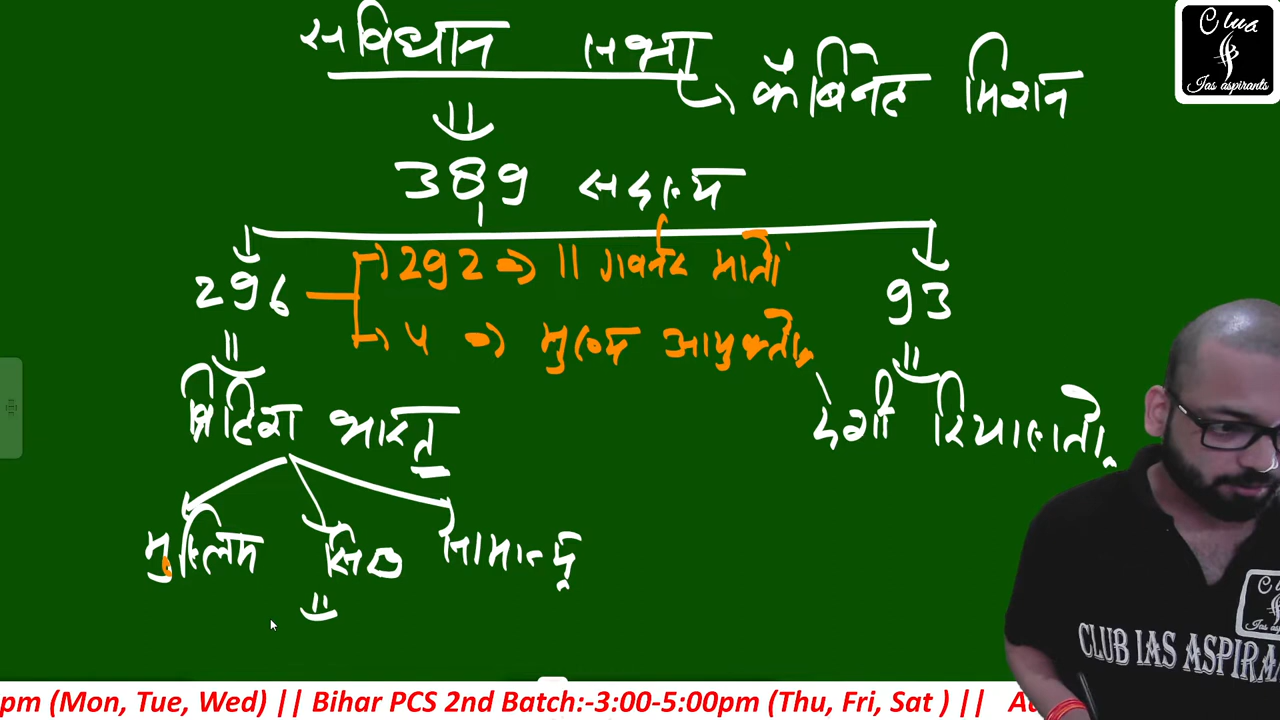 संविधान सभा
↳ कैबिनेट मिशन
389 सदस्य
296
→ 292 ⇒ 11 गवर्नर प्रातों
→ 4 ⇒ मुख्य आयुक्तों
93
ब्रिटिश भारत
देशी रियासतों
मुस्लिम सिख सामान्य
Club
Ias aspirants
CLUB IAS ASPIRAN
pm (Mon, Tue, Wed) || Bihar PCS 2nd Batch:-3:00-5:00pm (Thu, Fri, Sat ) ||